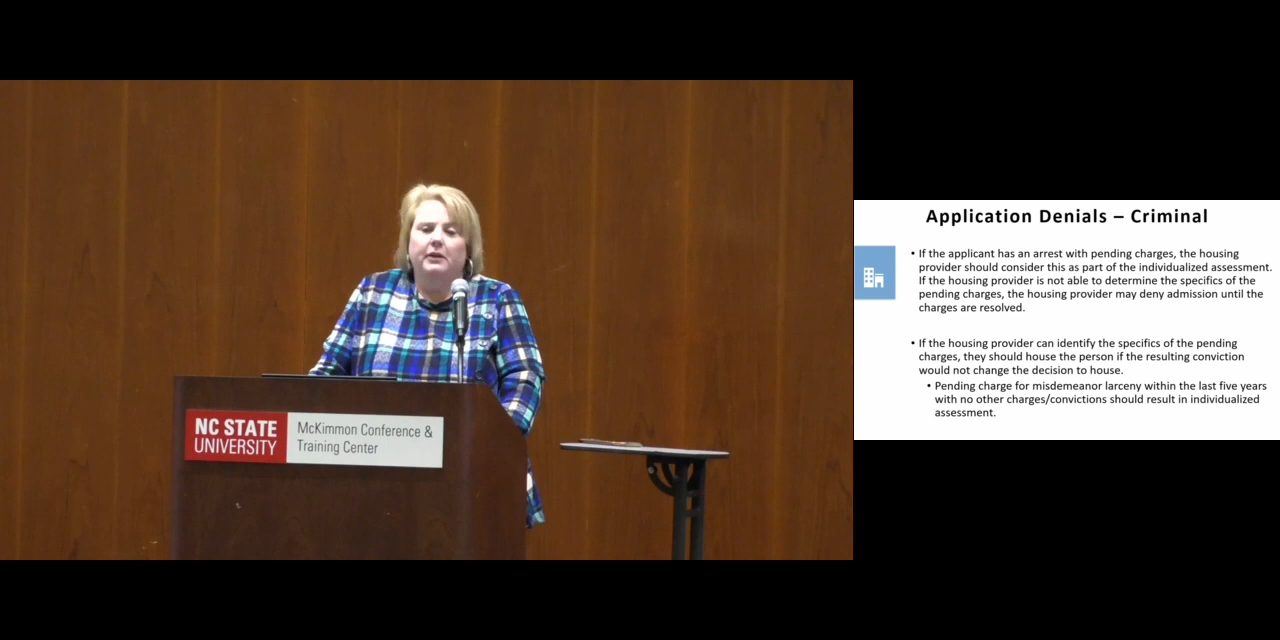 NC STATE
UNIVERSITY
McKimmon Conference &
Training Center
Application Denials – Criminal
• If the applicant has an arrest with pending charges, the housing
provider should consider this as part of the individualized assessment.
If the housing provider is not able to determine the specifics of the
pending charges, the housing provider may deny admission until the
charges are resolved.
• If the housing provider can identify the specifics of the pending
charges, they should house the person if the resulting conviction
would not change the decision to house.
• Pending charge for misdemeanor larceny within the last five years
with no other charges/convictions should result in individualized
assessment.